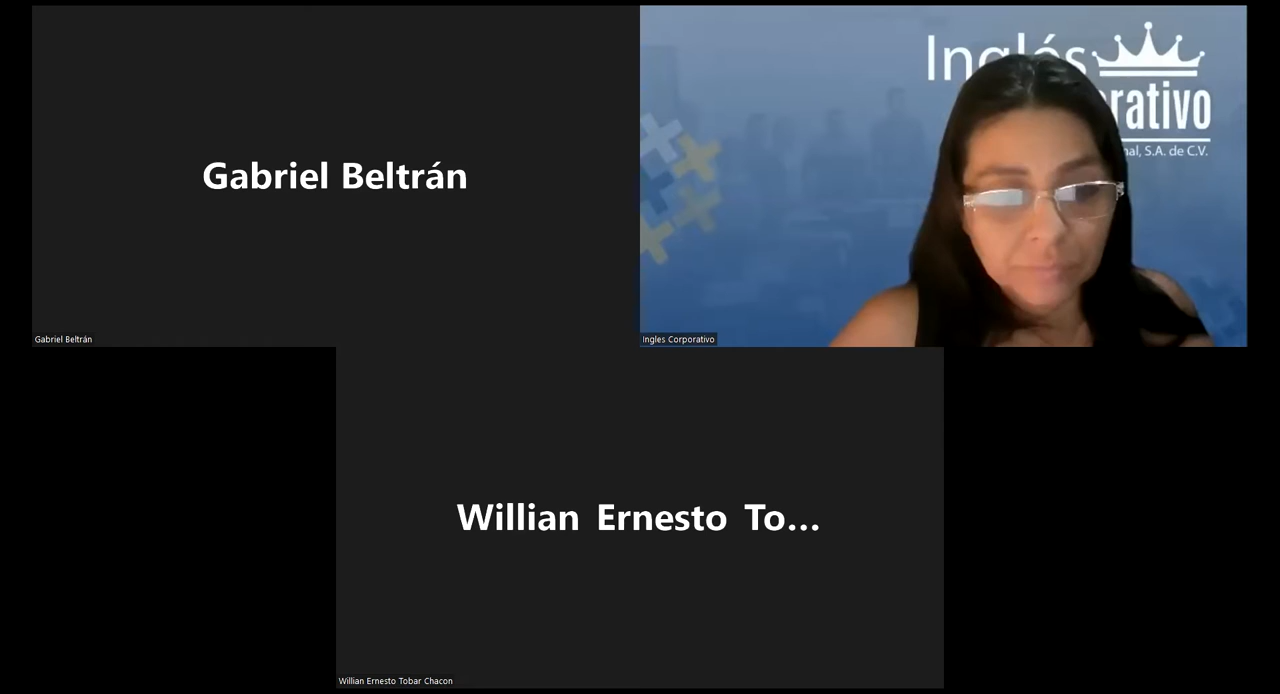 Gabriel Beltrán
Gabriel Beltrán
Inglés
rativo
nal, S.A. de C.V.
Ingles Corporativo
Willian Ernesto To...
Willian Ernesto Tobar Chacon